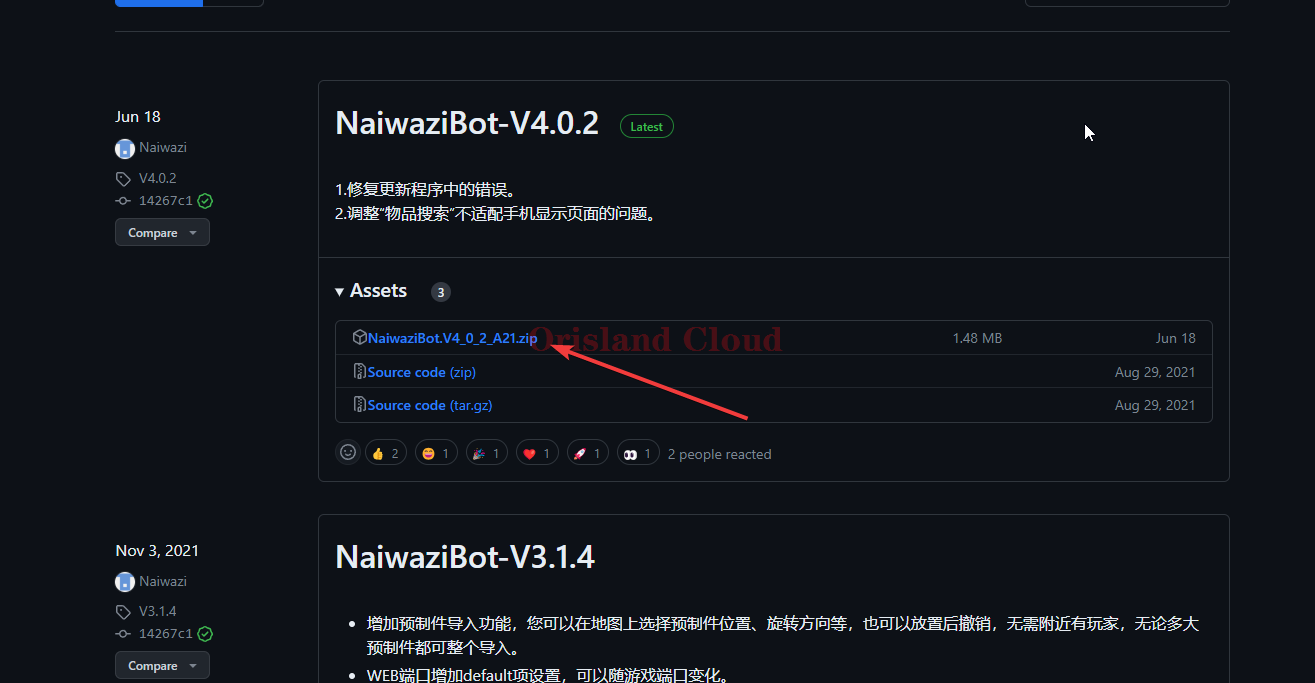 Jun 18
Naiwazi
V4.0.2
14267c1
Compare
NaiwaziBot-V4.0.2 Latest
1.修复更新程序中的错误。
2.调整“物品搜索”不适配手机显示页面的问题。
Assets 3
NaiwaziBot.V4_0_2_A21.zip 1.48 MB Jun 18
Orisland Cloud
Source code (zip) Aug 29, 2021
Source code (tar.gz) Aug 29, 2021
2 1 1 1 1 1 2 people reacted
Nov 3, 2021
Naiwazi
V3.1.4
14267c1
Compare
NaiwaziBot-V3.1.4
增加预制件导入功能，您可以在地图上选择预制件位置、旋转方向等，也可以放置后撤销，无需附近有玩家，无论多大
预制件都可整个导入。
WEB端口增加default项设置，可以随游戏端口变化。